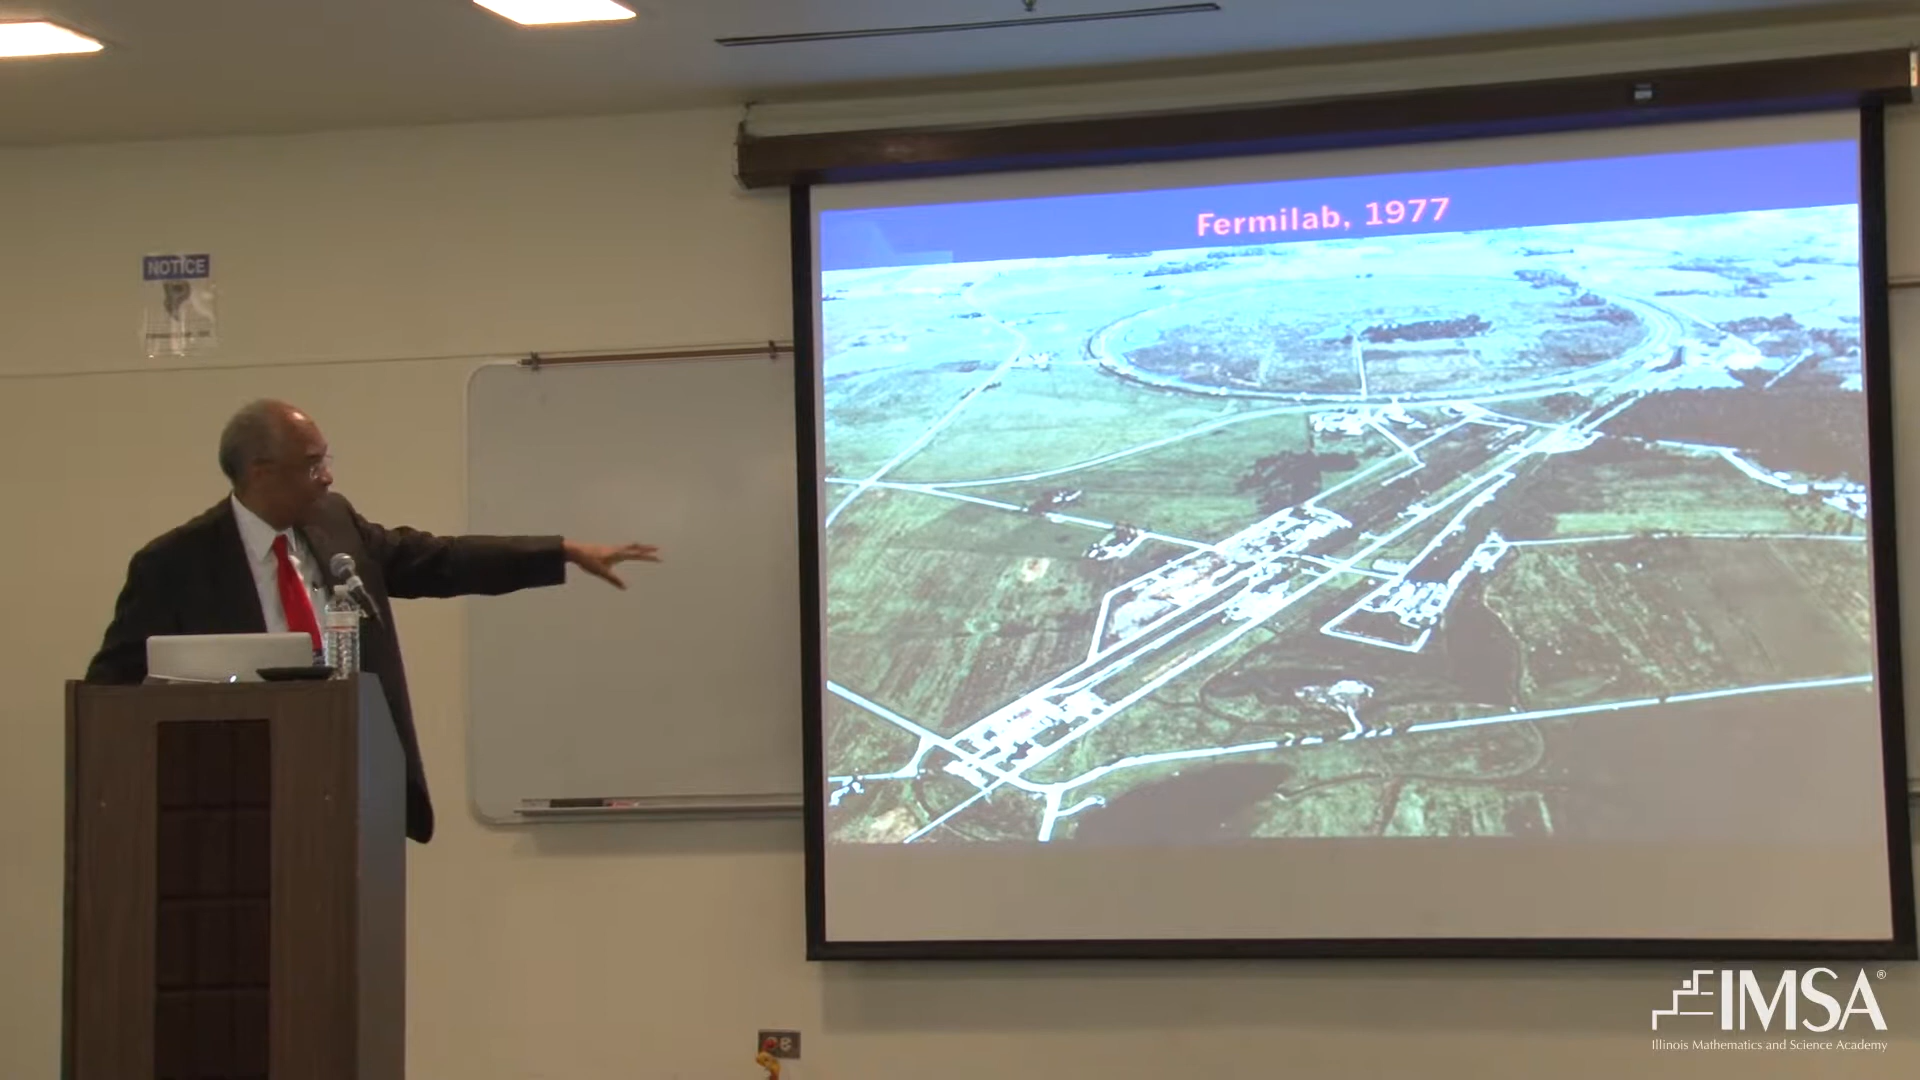 NOTICE
Fermilab, 1977
IMSA®
Illinois Mathematics and Science Academy